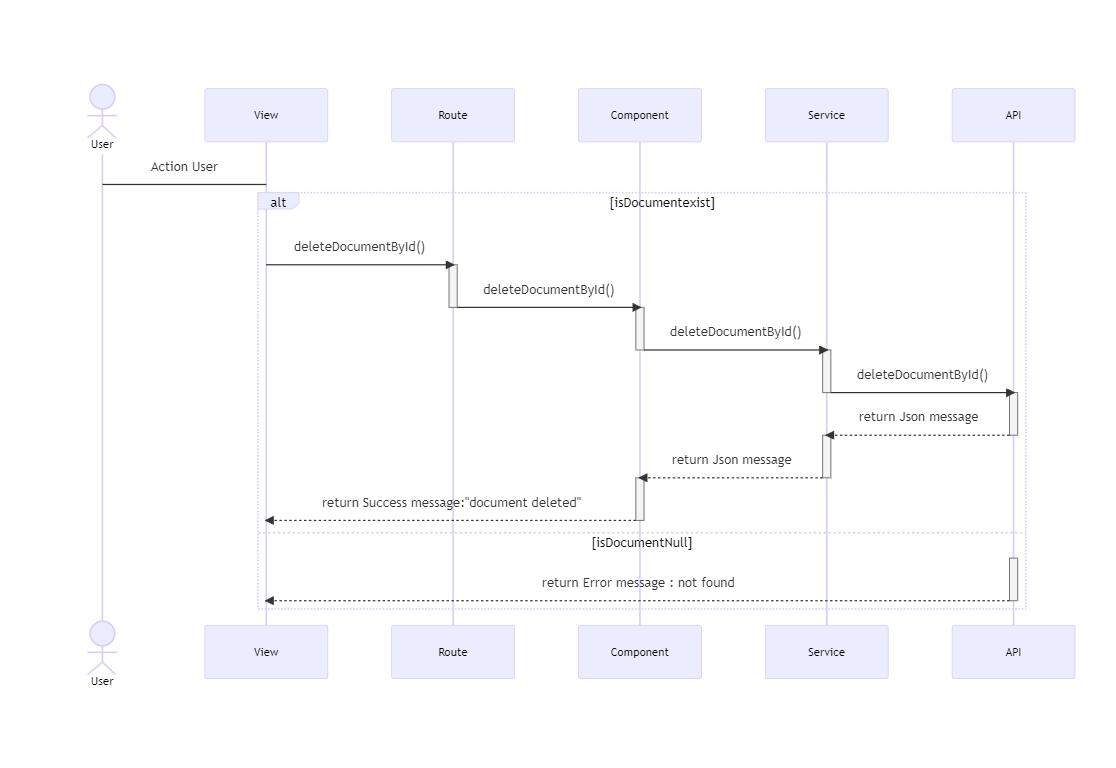 User
View
Route
Component
Service
API
Action User
alt
[isDocumentexist]
deleteDocumentById()
deleteDocumentById()
deleteDocumentById()
deleteDocumentById()
return Json message
return Json message
return Success message:"document deleted"
[isDocumentNull]
return Error message : not found
View
Route
Component
Service
API
User